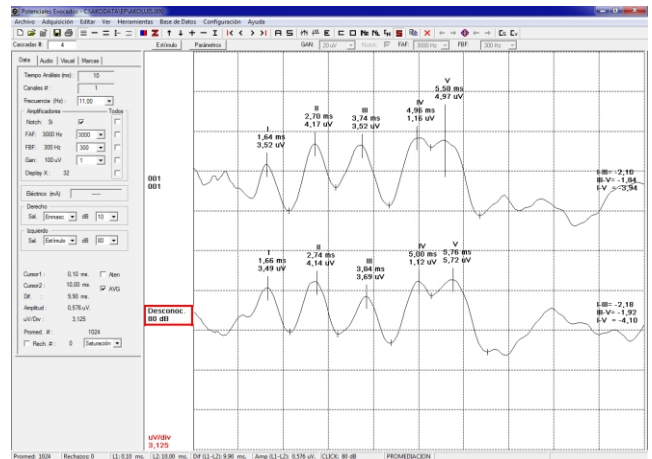 Potenciales Evocados - C:\AKODATA\EP\AKOLLIS.000
Archivo Adquisición Editar Ver Herramientas Base de Datos Configuración Ayuda
Cascadas #: 4 Estímulo Parámetros GAN: 20 uV Notch: FAF: 3000 Hz FBF: 300 Hz
Data Audio Visual Marcas
Tiempo Análisis (ms): 10
Canales #: 1
Frecuencia (Hz): 11,00
Amplificadores Todos
Notch: Si
FAF: 3000 Hz 3000
FBF: 300 Hz 300
Gan: 100 uV 1
Display X: 32
Eléctrico (mA) ----
Derecho
Sal. Enmasc. dB 10
Izquierdo
Sal. Estímulo dB 80
Cursor1: 0,10 ms. Aten
Cursor2: 10,00 ms. AVG
Dif. : 9,90 ms.
Amplitud: 0,576 uV.
uV/Div: 3,125
Promed. #: 1024
Rech. #: 0 Saturación
I
1,64 ms
3,52 uV
II
2,70 ms
4,17 uV
III
3,74 ms
3,52 uV
IV
4,96 ms
1,16 uV
V
5,58 ms
4,97 uV
001
001
I-III= -2,10
III-V= -1,84
I-V = -3,94
I
1,66 ms
3,49 uV
II
2,74 ms
4,14 uV
III
3,84 ms
3,69 uV
IV
5,00 ms
1,12 uV
V
5,76 ms
5,72 uV
Desconoc.
80 dB
I-III= -2,18
III-V= -1,92
I-V = -4,10
uV/div
3,125
Promed: 1024 Rechazos: 0 L1: 0,10 ms. L2: 10,00 ms. Dif (L1-L2): 9,90 ms. Amp (L1-L2): 0,576 uV. CLICK: 80 dB PROMEDIACION